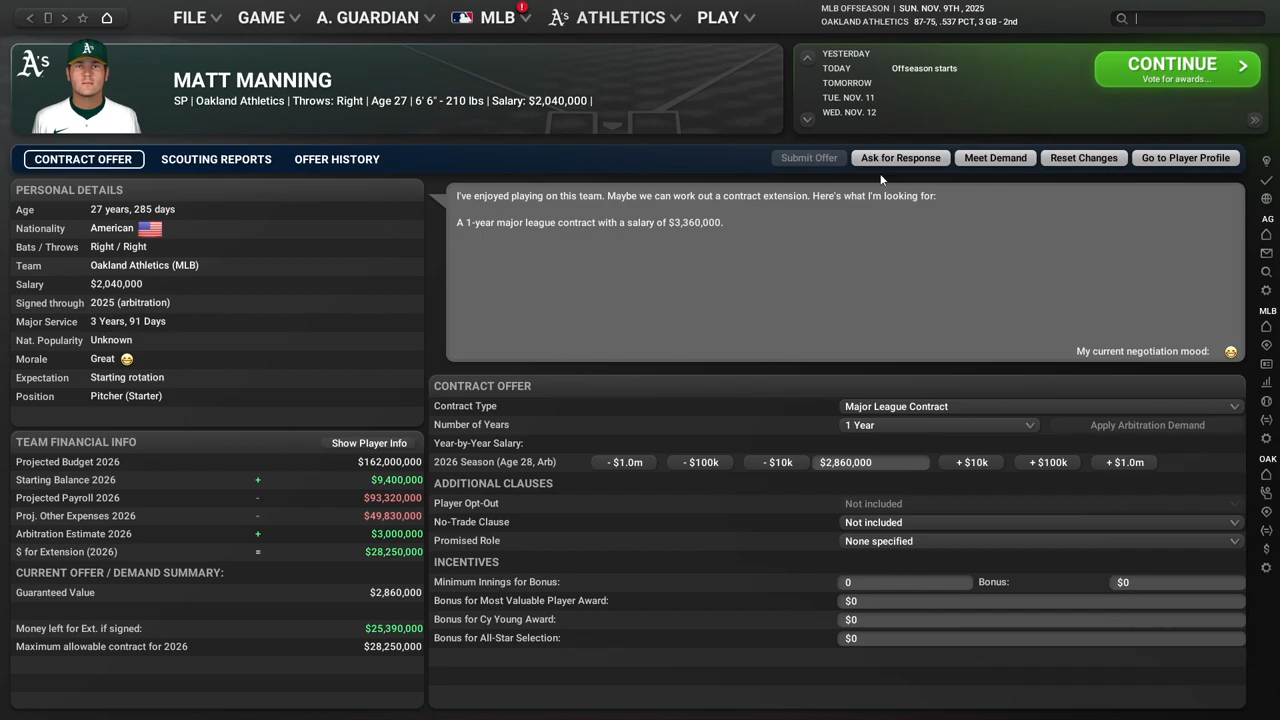 FILE
GAME
A. GUARDIAN
MLB
!
A's
ATHLETICS
PLAY
MLB OFFSEASON | SUN. NOV. 9TH, 2025
OAKLAND ATHLETICS 87-75, .537 PCT, 3 GB - 2nd
A's
MATT MANNING
SP | Oakland Athletics | Throws: Right | Age 27 | 6' 6" - 210 lbs | Salary: $2,040,000 |
YESTERDAY
TODAY Offseason starts
TOMORROW
TUE. NOV. 11
WED. NOV. 12
CONTINUE
Vote for awards...
CONTRACT OFFER
SCOUTING REPORTS
OFFER HISTORY
Submit Offer
Ask for Response
Meet Demand
Reset Changes
Go to Player Profile
PERSONAL DETAILS
Age 27 years, 285 days
Nationality American
Bats / Throws Right / Right
Team Oakland Athletics (MLB)
Salary $2,040,000
Signed through 2025 (arbitration)
Major Service 3 Years, 91 Days
Nat. Popularity Unknown
Morale Great
Expectation Starting rotation
Position Pitcher (Starter)
I've enjoyed playing on this team. Maybe we can work out a contract extension. Here's what I'm looking for:
A 1-year major league contract with a salary of $3,360,000.
My current negotiation mood:
TEAM FINANCIAL INFO Show Player Info
Projected Budget 2026 $162,000,000
Starting Balance 2026 + $9,400,000
Projected Payroll 2026 - $93,320,000
Proj. Other Expenses 2026 - $49,830,000
Arbitration Estimate 2026 + $3,000,000
$ for Extension (2026) = $28,250,000
CURRENT OFFER / DEMAND SUMMARY:
Guaranteed Value $2,860,000
Money left for Ext. if signed: $25,390,000
Maximum allowable contract for 2026 $28,250,000
CONTRACT OFFER
Contract Type Major League Contract
Number of Years 1 Year Apply Arbitration Demand
Year-by-Year Salary:
2026 Season (Age 28, Arb) - $1.0m - $100k - $10k $2,860,000 + $10k + $100k + $1.0m
ADDITIONAL CLAUSES
Player Opt-Out Not included
No-Trade Clause Not included
Promised Role None specified
INCENTIVES
Minimum Innings for Bonus: 0 Bonus: $0
Bonus for Most Valuable Player Award: $0
Bonus for Cy Young Award: $0
Bonus for All-Star Selection: $0
AG
MLB
OAK